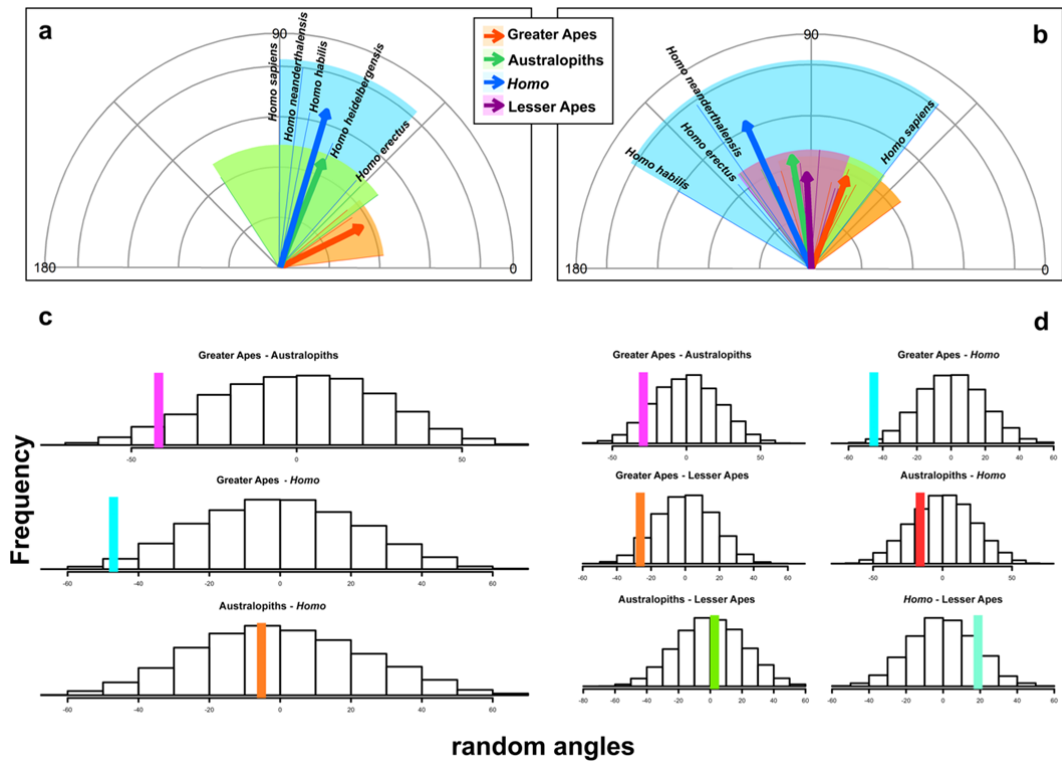 a
90
Homo sapiens
Homo neanderthalensis
Homo habilis
Homo heidelbergensis
Homo erectus
180
0
Greater Apes
Australopiths
Homo
Lesser Apes
b
90
Homo neanderthalensis
Homo erectus
Homo habilis
Homo sapiens
180
0
c
Frequency
Greater Apes - Australopiths
-50 0 50
Greater Apes - Homo
-60 -40 -20 0 20 40 60
Australopiths - Homo
-60 -40 -20 0 20 40 60
d
Greater Apes - Australopiths
-50 0 50
Greater Apes - Homo
-60 -40 -20 0 20 40 60
Greater Apes - Lesser Apes
-60 -40 -20 0 20 40 60
Australopiths - Homo
-50 0 50
Australopiths - Lesser Apes
-60 -40 -20 0 20 40 60
Homo - Lesser Apes
-60 -40 -20 0 20 40 60
random angles